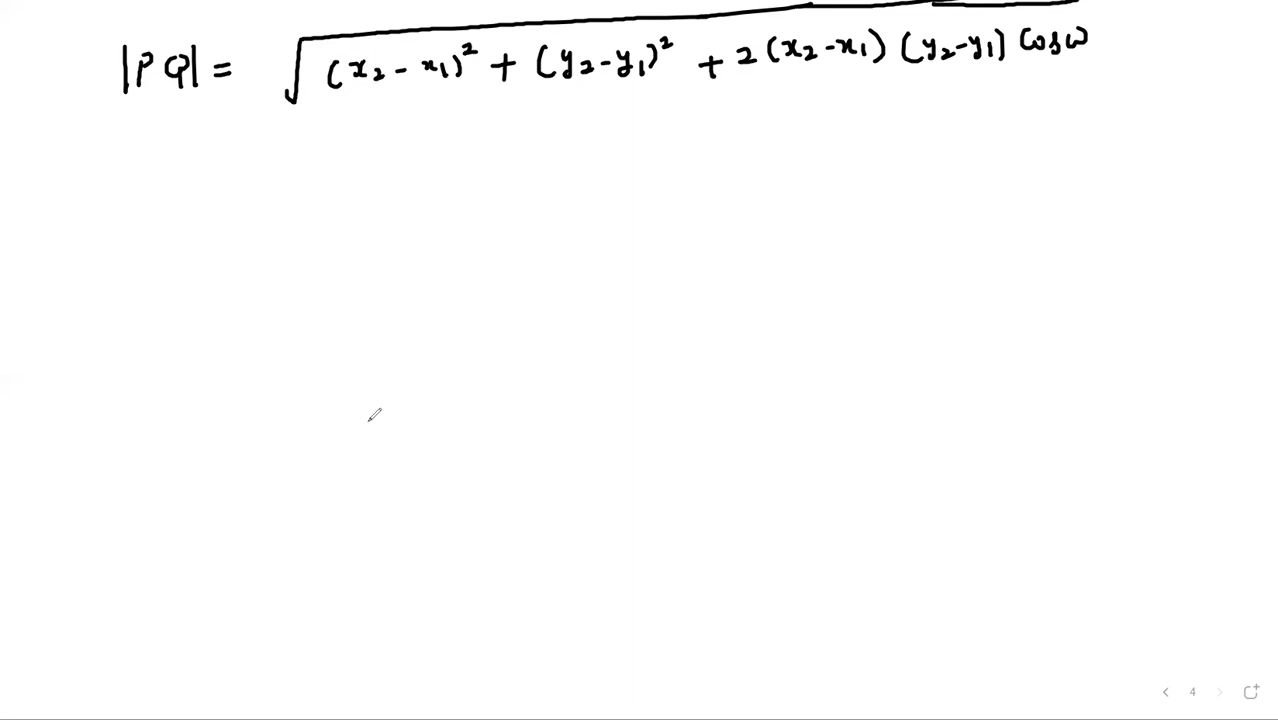 |PQ| = √((x₂ - x₁)² + (y₂ - y₁)² + 2(x₂ - x₁)(y₂ - y₁) cos ω)
4